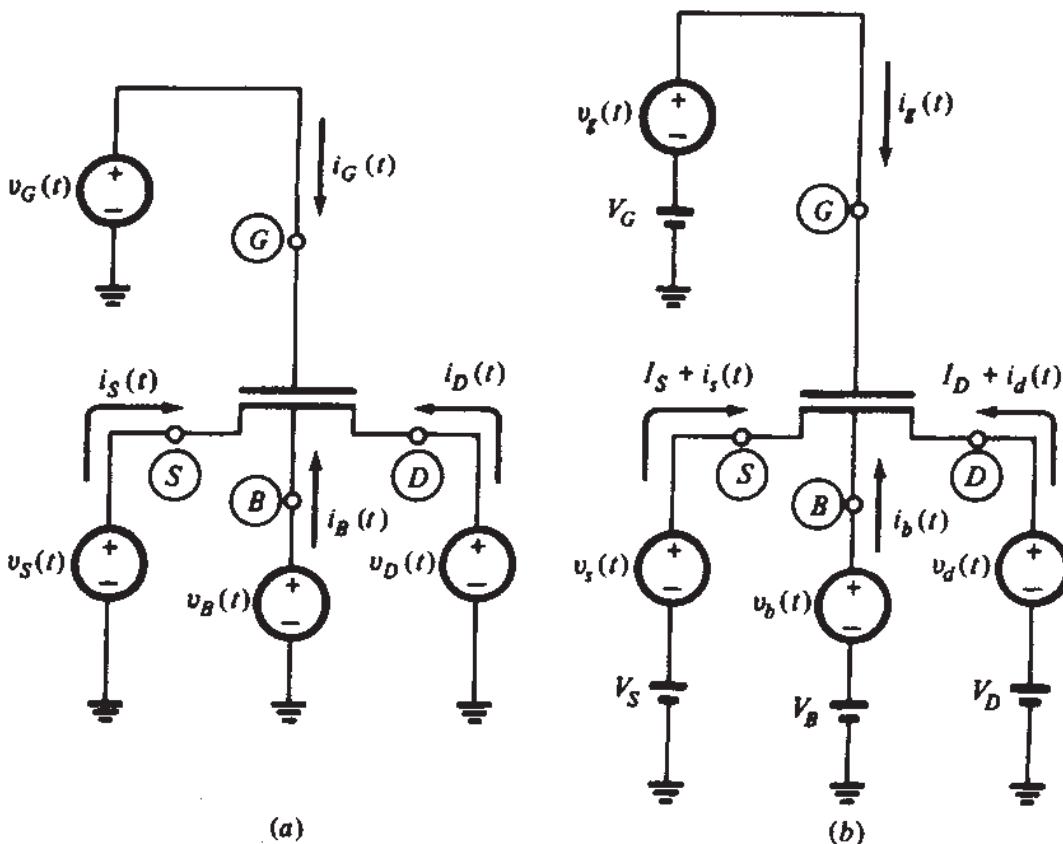 v_G(t)
+
−
i_G(t)
G
i_S(t)
i_D(t)
S
B
D
i_B(t)
v_S(t)
+
−
v_B(t)
+
−
v_D(t)
+
−
(a)
v_g(t)
+
−
i_g(t)
V_G
G
I_S + i_s(t)
I_D + i_d(t)
S
B
D
i_b(t)
v_s(t)
+
−
v_b(t)
+
−
v_d(t)
+
−
V_S
V_B
V_D
(b)